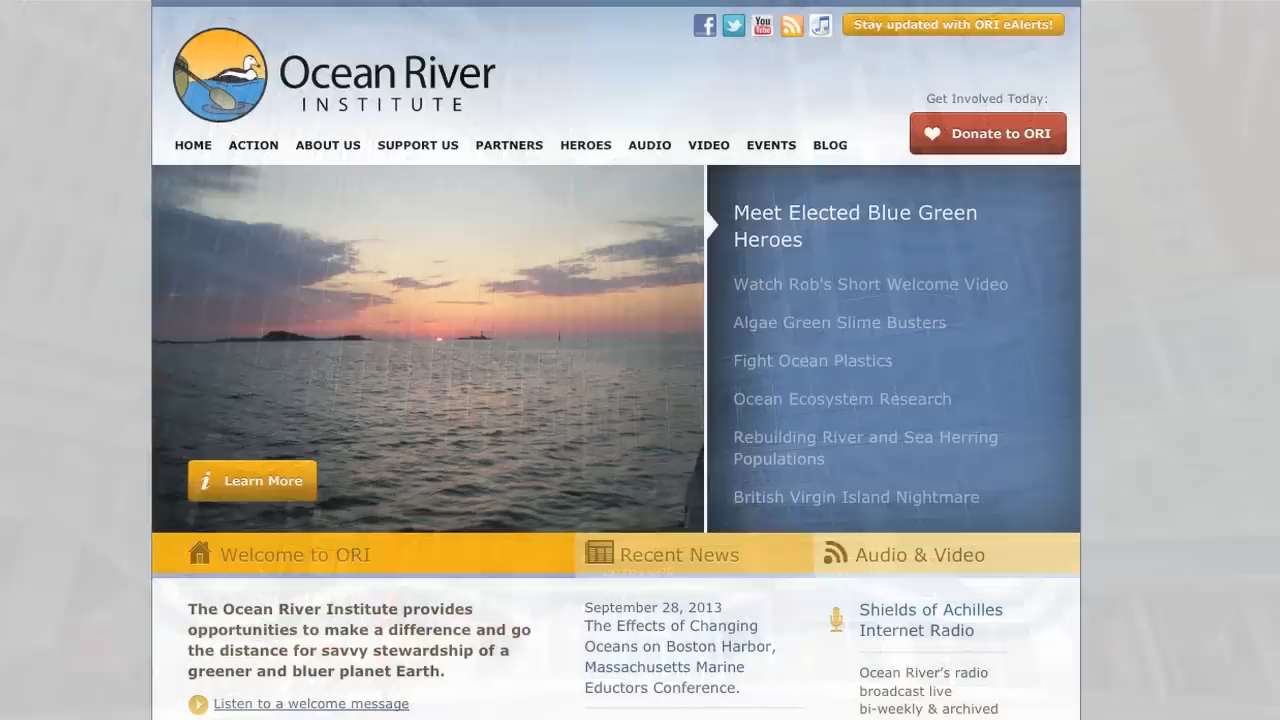 f
You
Tube
Stay updated with ORI eAlerts!
Ocean River
INSTITUTE
Get Involved Today:
Donate to ORI
HOME ACTION ABOUT US SUPPORT US PARTNERS HEROES AUDIO VIDEO EVENTS BLOG
Meet Elected Blue Green
Heroes
Watch Rob's Short Welcome Video
Algae Green Slime Busters
Fight Ocean Plastics
Ocean Ecosystem Research
Rebuilding River and Sea Herring
Populations
British Virgin Island Nightmare
i Learn More
Welcome to ORI
Recent News
Audio & Video
The Ocean River Institute provides
opportunities to make a difference and go
the distance for savvy stewardship of a
greener and bluer planet Earth.
Listen to a welcome message
September 28, 2013
The Effects of Changing
Oceans on Boston Harbor,
Massachusetts Marine
Eductors Conference.
Shields of Achilles
Internet Radio
Ocean River's radio
broadcast live
bi-weekly & archived